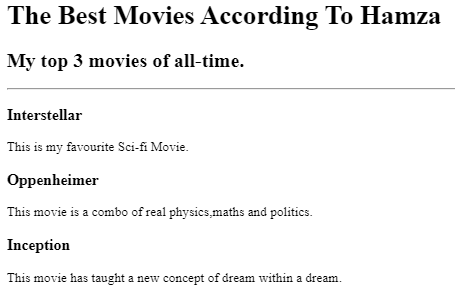 The Best Movies According To Hamza
My top 3 movies of all-time.
Interstellar
This is my favourite Sci-fi Movie.
Oppenheimer
This movie is a combo of real physics,maths and politics.
Inception
This movie has taught a new concept of dream within a dream.